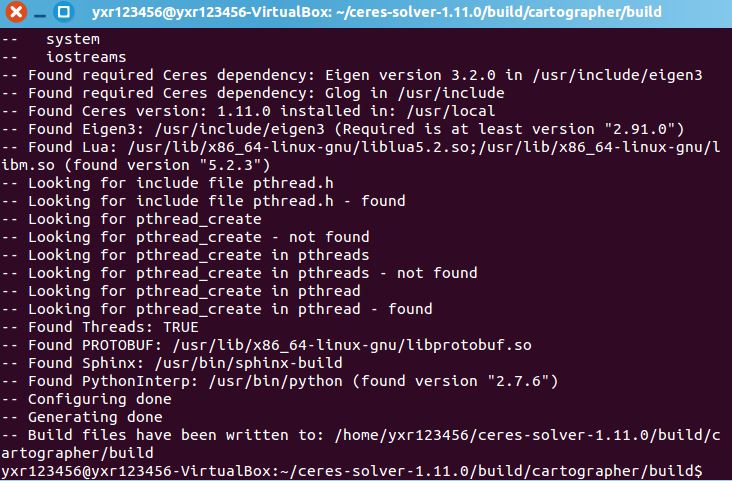 yxr123456@yxr123456-VirtualBox: ~/ceres-solver-1.11.0/build/cartographer/build
--   system
--   iostreams
-- Found required Ceres dependency: Eigen version 3.2.0 in /usr/include/eigen3
-- Found required Ceres dependency: Glog in /usr/include
-- Found Ceres version: 1.11.0 installed in: /usr/local
-- Found Eigen3: /usr/include/eigen3 (Required is at least version "2.91.0")
-- Found Lua: /usr/lib/x86_64-linux-gnu/liblua5.2.so;/usr/lib/x86_64-linux-gnu/l
ibm.so (found version "5.2.3")
-- Looking for include file pthread.h
-- Looking for include file pthread.h - found
-- Looking for pthread_create
-- Looking for pthread_create - not found
-- Looking for pthread_create in pthreads
-- Looking for pthread_create in pthreads - not found
-- Looking for pthread_create in pthread
-- Looking for pthread_create in pthread - found
-- Found Threads: TRUE
-- Found PROTOBUF: /usr/lib/x86_64-linux-gnu/libprotobuf.so
-- Found Sphinx: /usr/bin/sphinx-build
-- Found PythonInterp: /usr/bin/python (found version "2.7.6")
-- Configuring done
-- Generating done
-- Build files have been written to: /home/yxr123456/ceres-solver-1.11.0/build/c
artographer/build
yxr123456@yxr123456-VirtualBox:~/ceres-solver-1.11.0/build/cartographer/build$